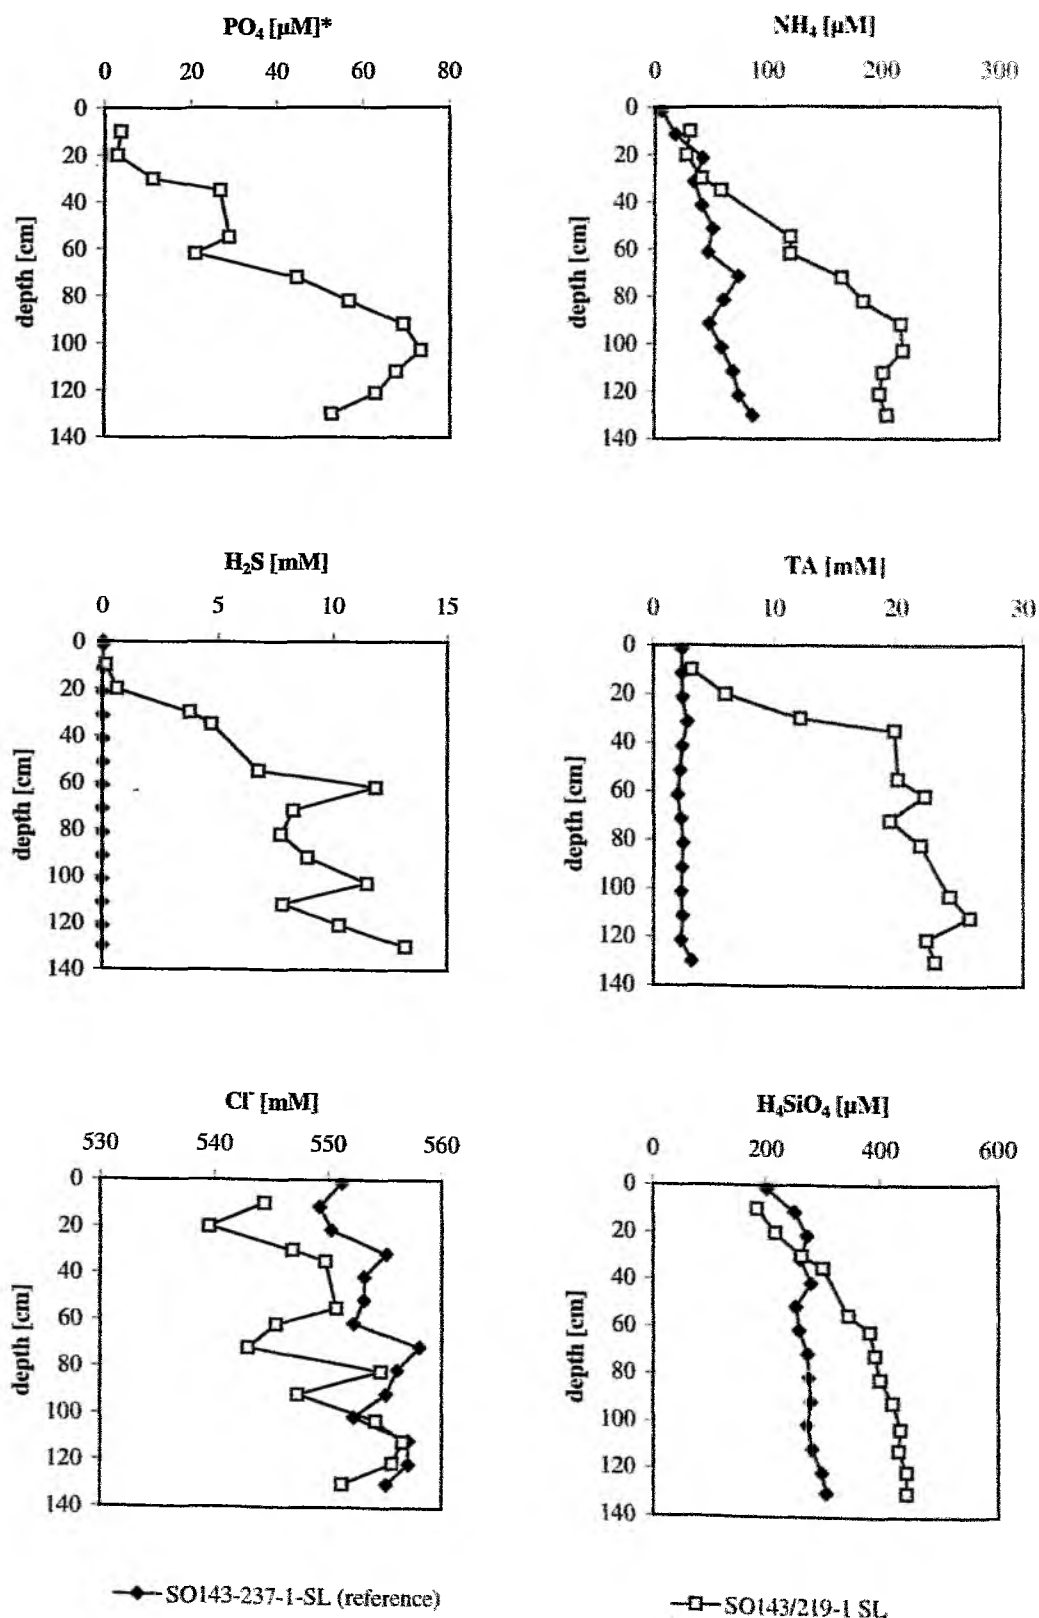 PO₄ [µM]*
0 20 40 60 80
depth [cm]
0
20
40
60
80
100
120
140
NH₄ [µM]
0 100 200 300
depth [cm]
0
20
40
60
80
100
120
140
H₂S [mM]
0 5 10 15
depth [cm]
0
20
40
60
80
100
120
140
TA [mM]
0 10 20 30
depth [cm]
0
20
40
60
80
100
120
140
Cl⁻ [mM]
530 540 550 560
depth [cm]
0
20
40
60
80
100
120
140
H₄SiO₄ [µM]
0 200 400 600
depth [cm]
0
20
40
60
80
100
120
140
SO143-237-1-SL (reference)
SO143/219-1 SL